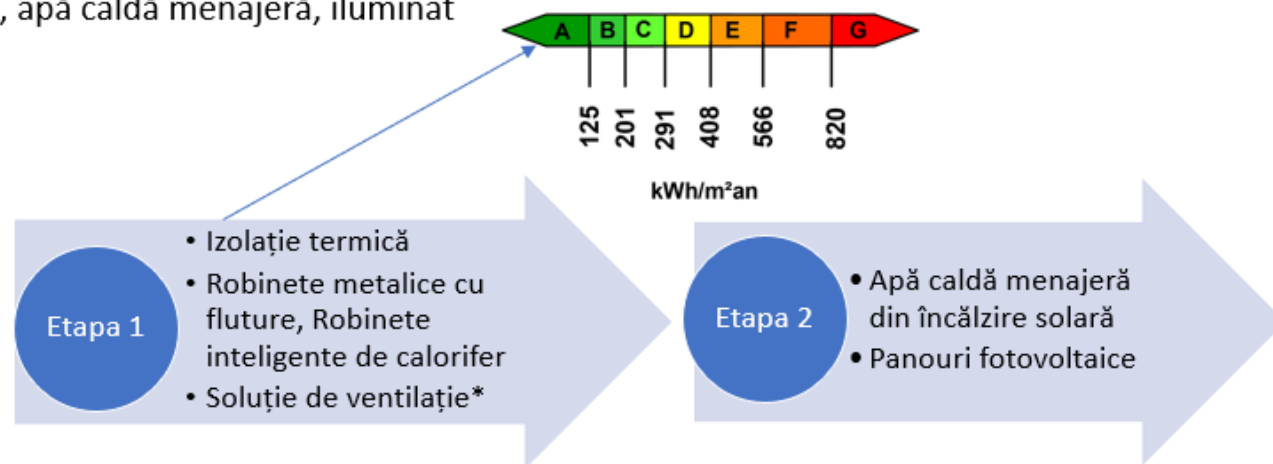 , apă caldă menajeră, iluminat
A B C D E F G
125 201 291 408 566 820
kWh/m²an
Etapa 1
• Izolație termică
• Robinete metalice cu
fluture, Robinete
inteligente de calorifer
• Soluție de ventilație*
Etapa 2
• Apă caldă menajeră
din încălzire solară
• Panouri fotovoltaice